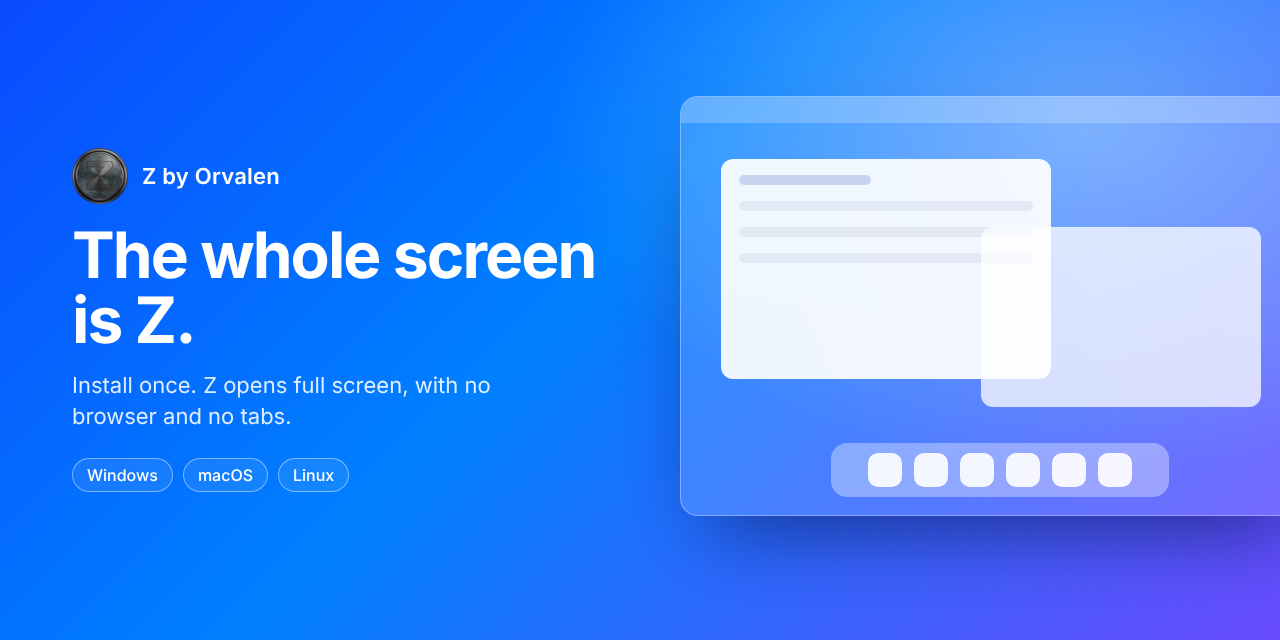 Z by Orvalen
The whole screen
is Z.
Install once. Z opens full screen, with no
browser and no tabs.
Windows
macOS
Linux